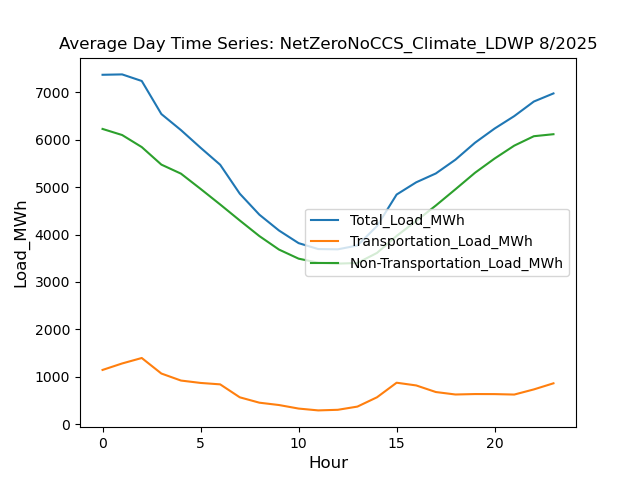 Average Day Time Series: NetZeroNoCCS_Climate_LDWP 8/2025
Load_MWh
7000
6000
5000
4000
3000
2000
1000
0
Total_Load_MWh
Transportation_Load_MWh
Non-Transportation_Load_MWh
0 5 10 15 20
Hour